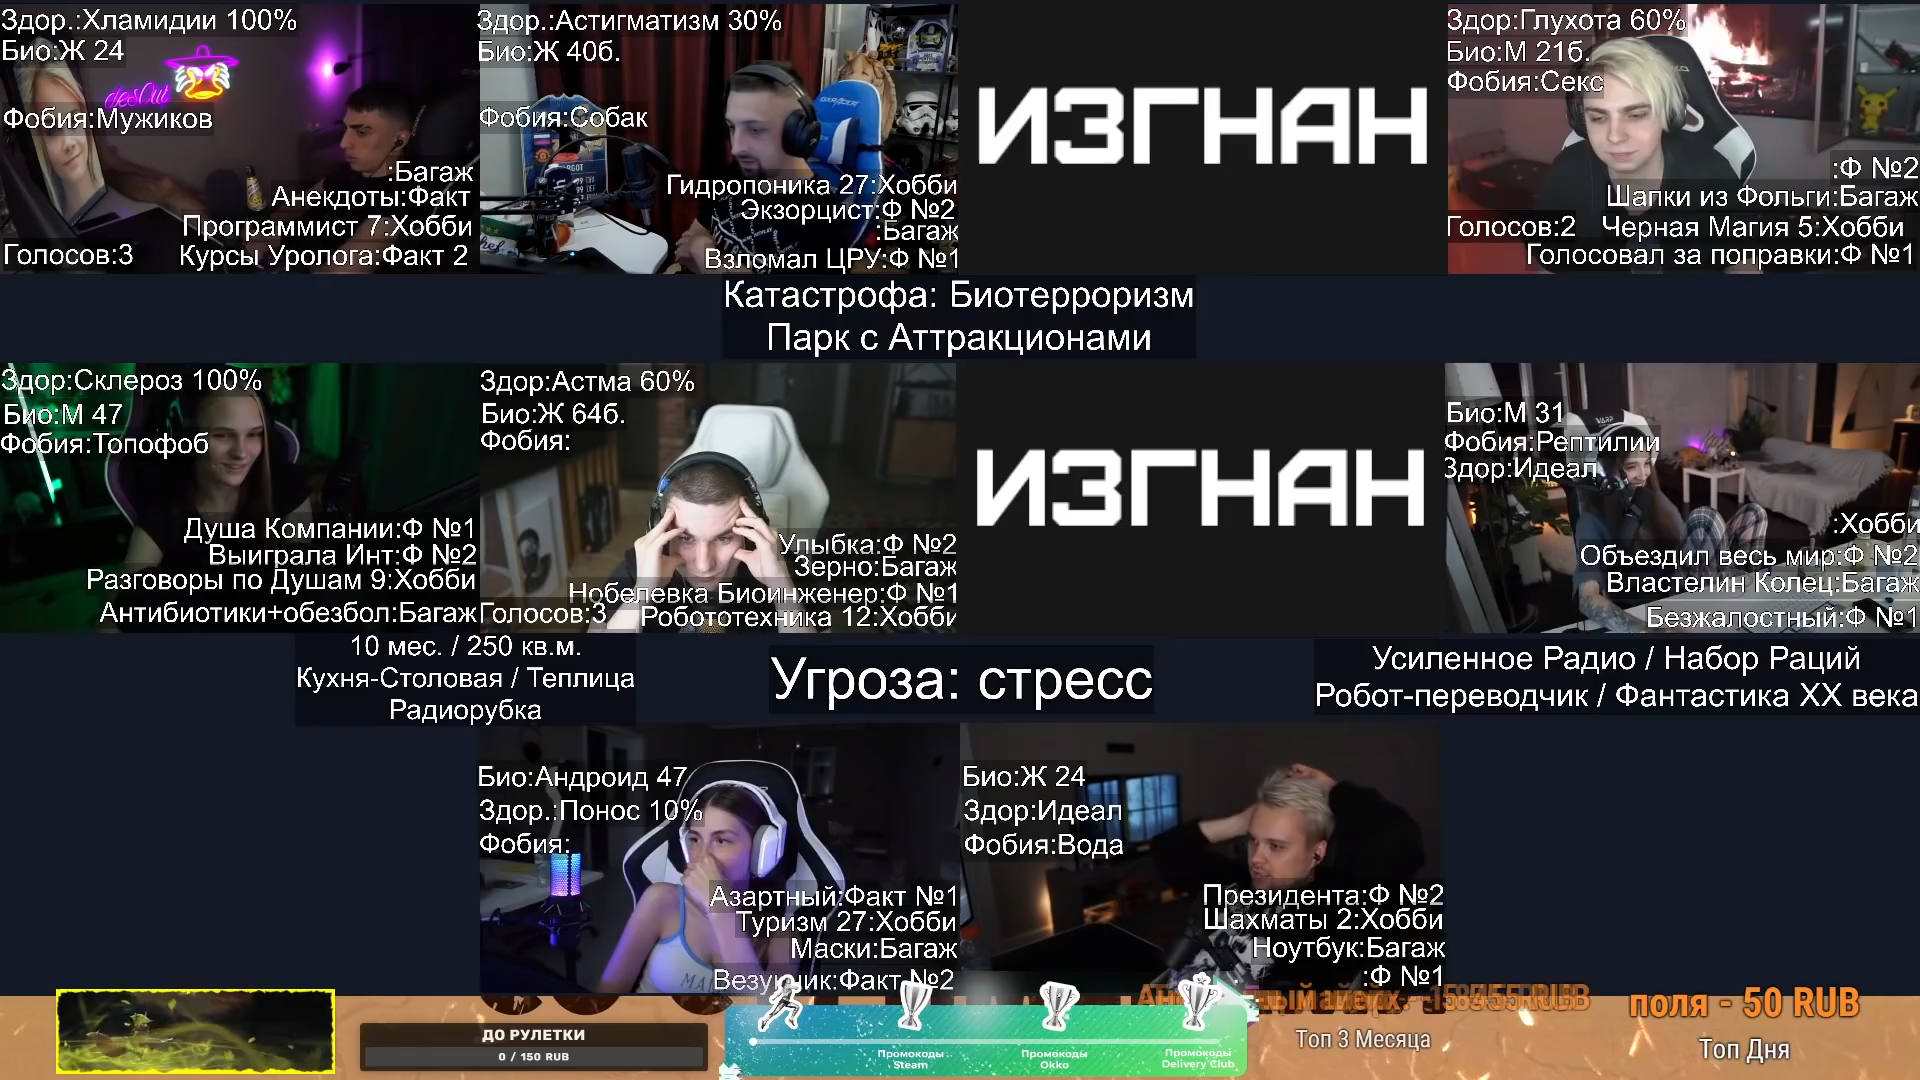 Здор.:Хламидии 100%
Био:Ж 24
desCut
Фобия:Мужиков
:Багаж
Анекдоты:Факт
Программист 7:Хобби
Голосов:3
Курсы Уролога:Факт 2
Здор.:Астигматизм 30%
Био:Ж 40б.
Фобия:Собак
Гидропоника 27:Хобби
Экзорцист:Ф №2
:Багаж
Взломал ЦРУ:Ф №1
ИЗГНАН
Здор:Глухота 60%
Био:М 21б.
Фобия:Секс
:Ф №2
Шапки из Фольги:Багаж
Голосов:2
Черная Магия 5:Хобби
Голосовал за поправки:Ф №1
Катастрофа: Биотерроризм
Парк с Аттракционами
Здор:Склероз 100%
Био:М 47
Фобия:Топофоб
Душа Компании:Ф №1
Выиграла Инт:Ф №2
Разговоры по Душам 9:Хобби
Антибиотики+обезбол:Багаж
Здор:Астма 60%
Био:Ж 64б.
Фобия:
Улыбка:Ф №2
Зерно:Багаж
Нобелевка Биоинженер:Ф №1
Голосов:3
Робототехника 12:Хобби
ИЗГНАН
Био:М 31
Фобия:Рептилии
Здор:Идеал
:Хобби
Объездил весь мир:Ф №2
Властелин Колец:Багаж
Безжалостный:Ф №1
10 мес. / 250 кв.м.
Кухня-Столовая / Теплица
Радиорубка
Угроза: стресс
Усиленное Радио / Набор Раций
Робот-переводчик / Фантастика XX века
Био:Андроид 47
Здор.:Понос 10%
Фобия:
Азартный:Факт №1
Туризм 27:Хобби
Маски:Багаж
Везунчик:Факт №2
Био:Ж 24
Здор:Идеал
Фобия:Вода
Президента:Ф №2
Шахматы 2:Хобби
Ноутбук:Багаж
:Ф №1
ДО РУЛЕТКИ
0 / 150 RUB
Промокоды
Steam
Промокоды
Okko
Промокоды
Delivery Club
Топ 3 Месяца
поля - 50 RUB
Топ Дня